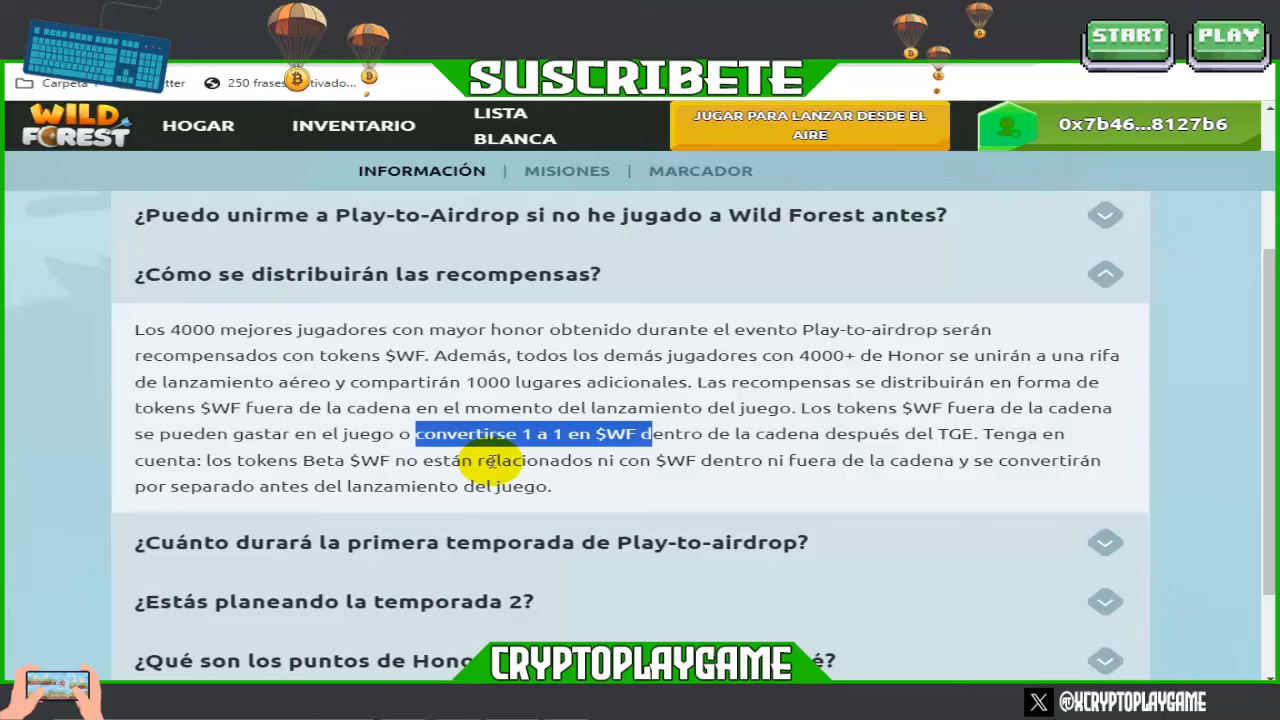 START PLAY
SUSCRIBETE
250 frases
WILD
FOREST
HOGAR
INVENTARIO
LISTA
BLANCA
JUGAR PARA LANZAR DESDE EL
AIRE
0x7b46...8127b6
INFORMACIÓN | MISIONES | MARCADOR
¿Puedo unirme a Play-to-Airdrop si no he jugado a Wild Forest antes?
¿Cómo se distribuirán las recompensas?
Los 4000 mejores jugadores con mayor honor obtenido durante el evento Play-to-airdrop serán
recompensados con tokens $WF. Además, todos los demás jugadores con 4000+ de Honor se unirán a una rifa
de lanzamiento aéreo y compartirán 1000 lugares adicionales. Las recompensas se distribuirán en forma de
tokens $WF fuera de la cadena en el momento del lanzamiento del juego. Los tokens $WF fuera de la cadena
se pueden gastar en el juego o convertirse 1 a 1 en $WF dentro de la cadena después del TGE. Tenga en
cuenta: los tokens Beta $WF no están relacionados ni con $WF dentro ni fuera de la cadena y se convertirán
por separado antes del lanzamiento del juego.
¿Cuánto durará la primera temporada de Play-to-airdrop?
¿Estás planeando la temporada 2?
¿Qué son los puntos de Hono é?
CRYPTOPLAYGAME
X @XCRYPTOPLAYGAME